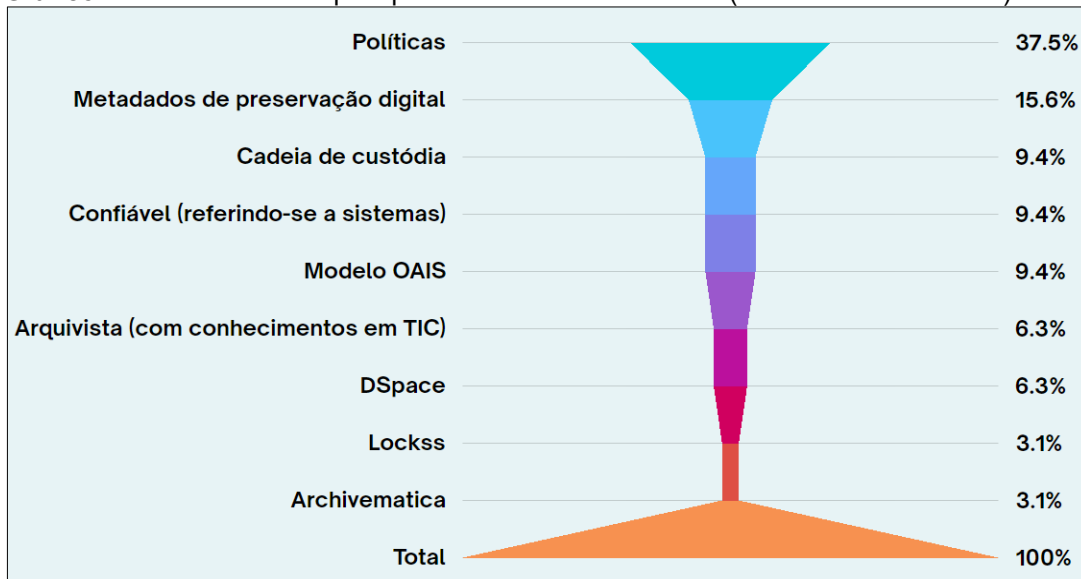 Políticas 37.5%
Metadados de preservação digital 15.6%
Cadeia de custódia 9.4%
Confiável (referindo-se a sistemas) 9.4%
Modelo OAIS 9.4%
Arquivista (com conhecimentos em TIC) 6.3%
DSpace 6.3%
Lockss 3.1%
Archivematica 3.1%
Total 100%